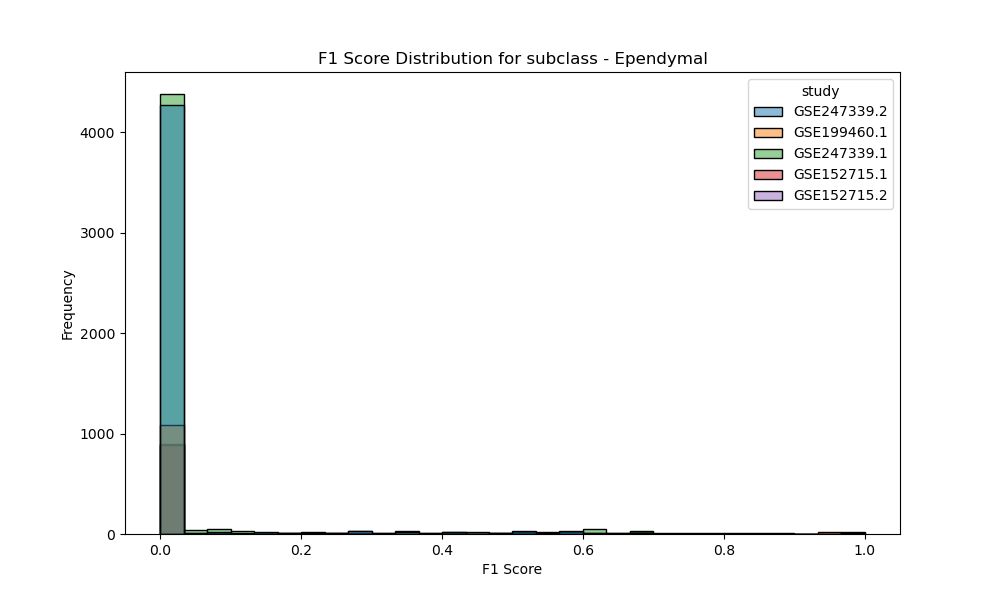 F1 Score Distribution for subclass - Ependymal
study
GSE247339.2
GSE199460.1
GSE247339.1
GSE152715.1
GSE152715.2
Frequency
4000
3000
2000
1000
0
0.0 0.2 0.4 0.6 0.8 1.0
F1 Score